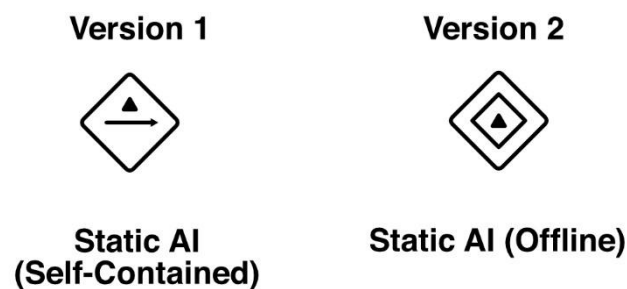 Version 1
Version 2
Static AI
(Self-Contained)
Static AI (Offline)